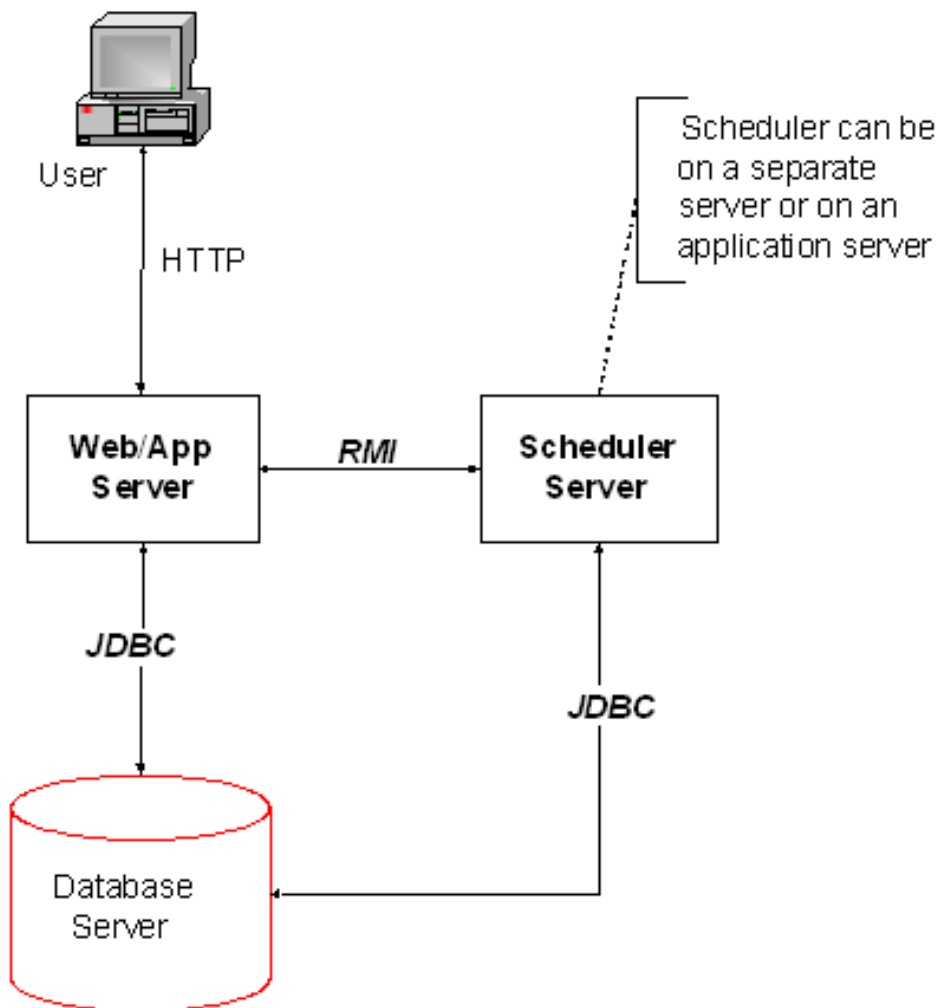 User
HTTP
Scheduler can be
on a separate
server or on an
application server
Web/App
Server
RMI
Scheduler
Server
JDBC
JDBC
Database
Server